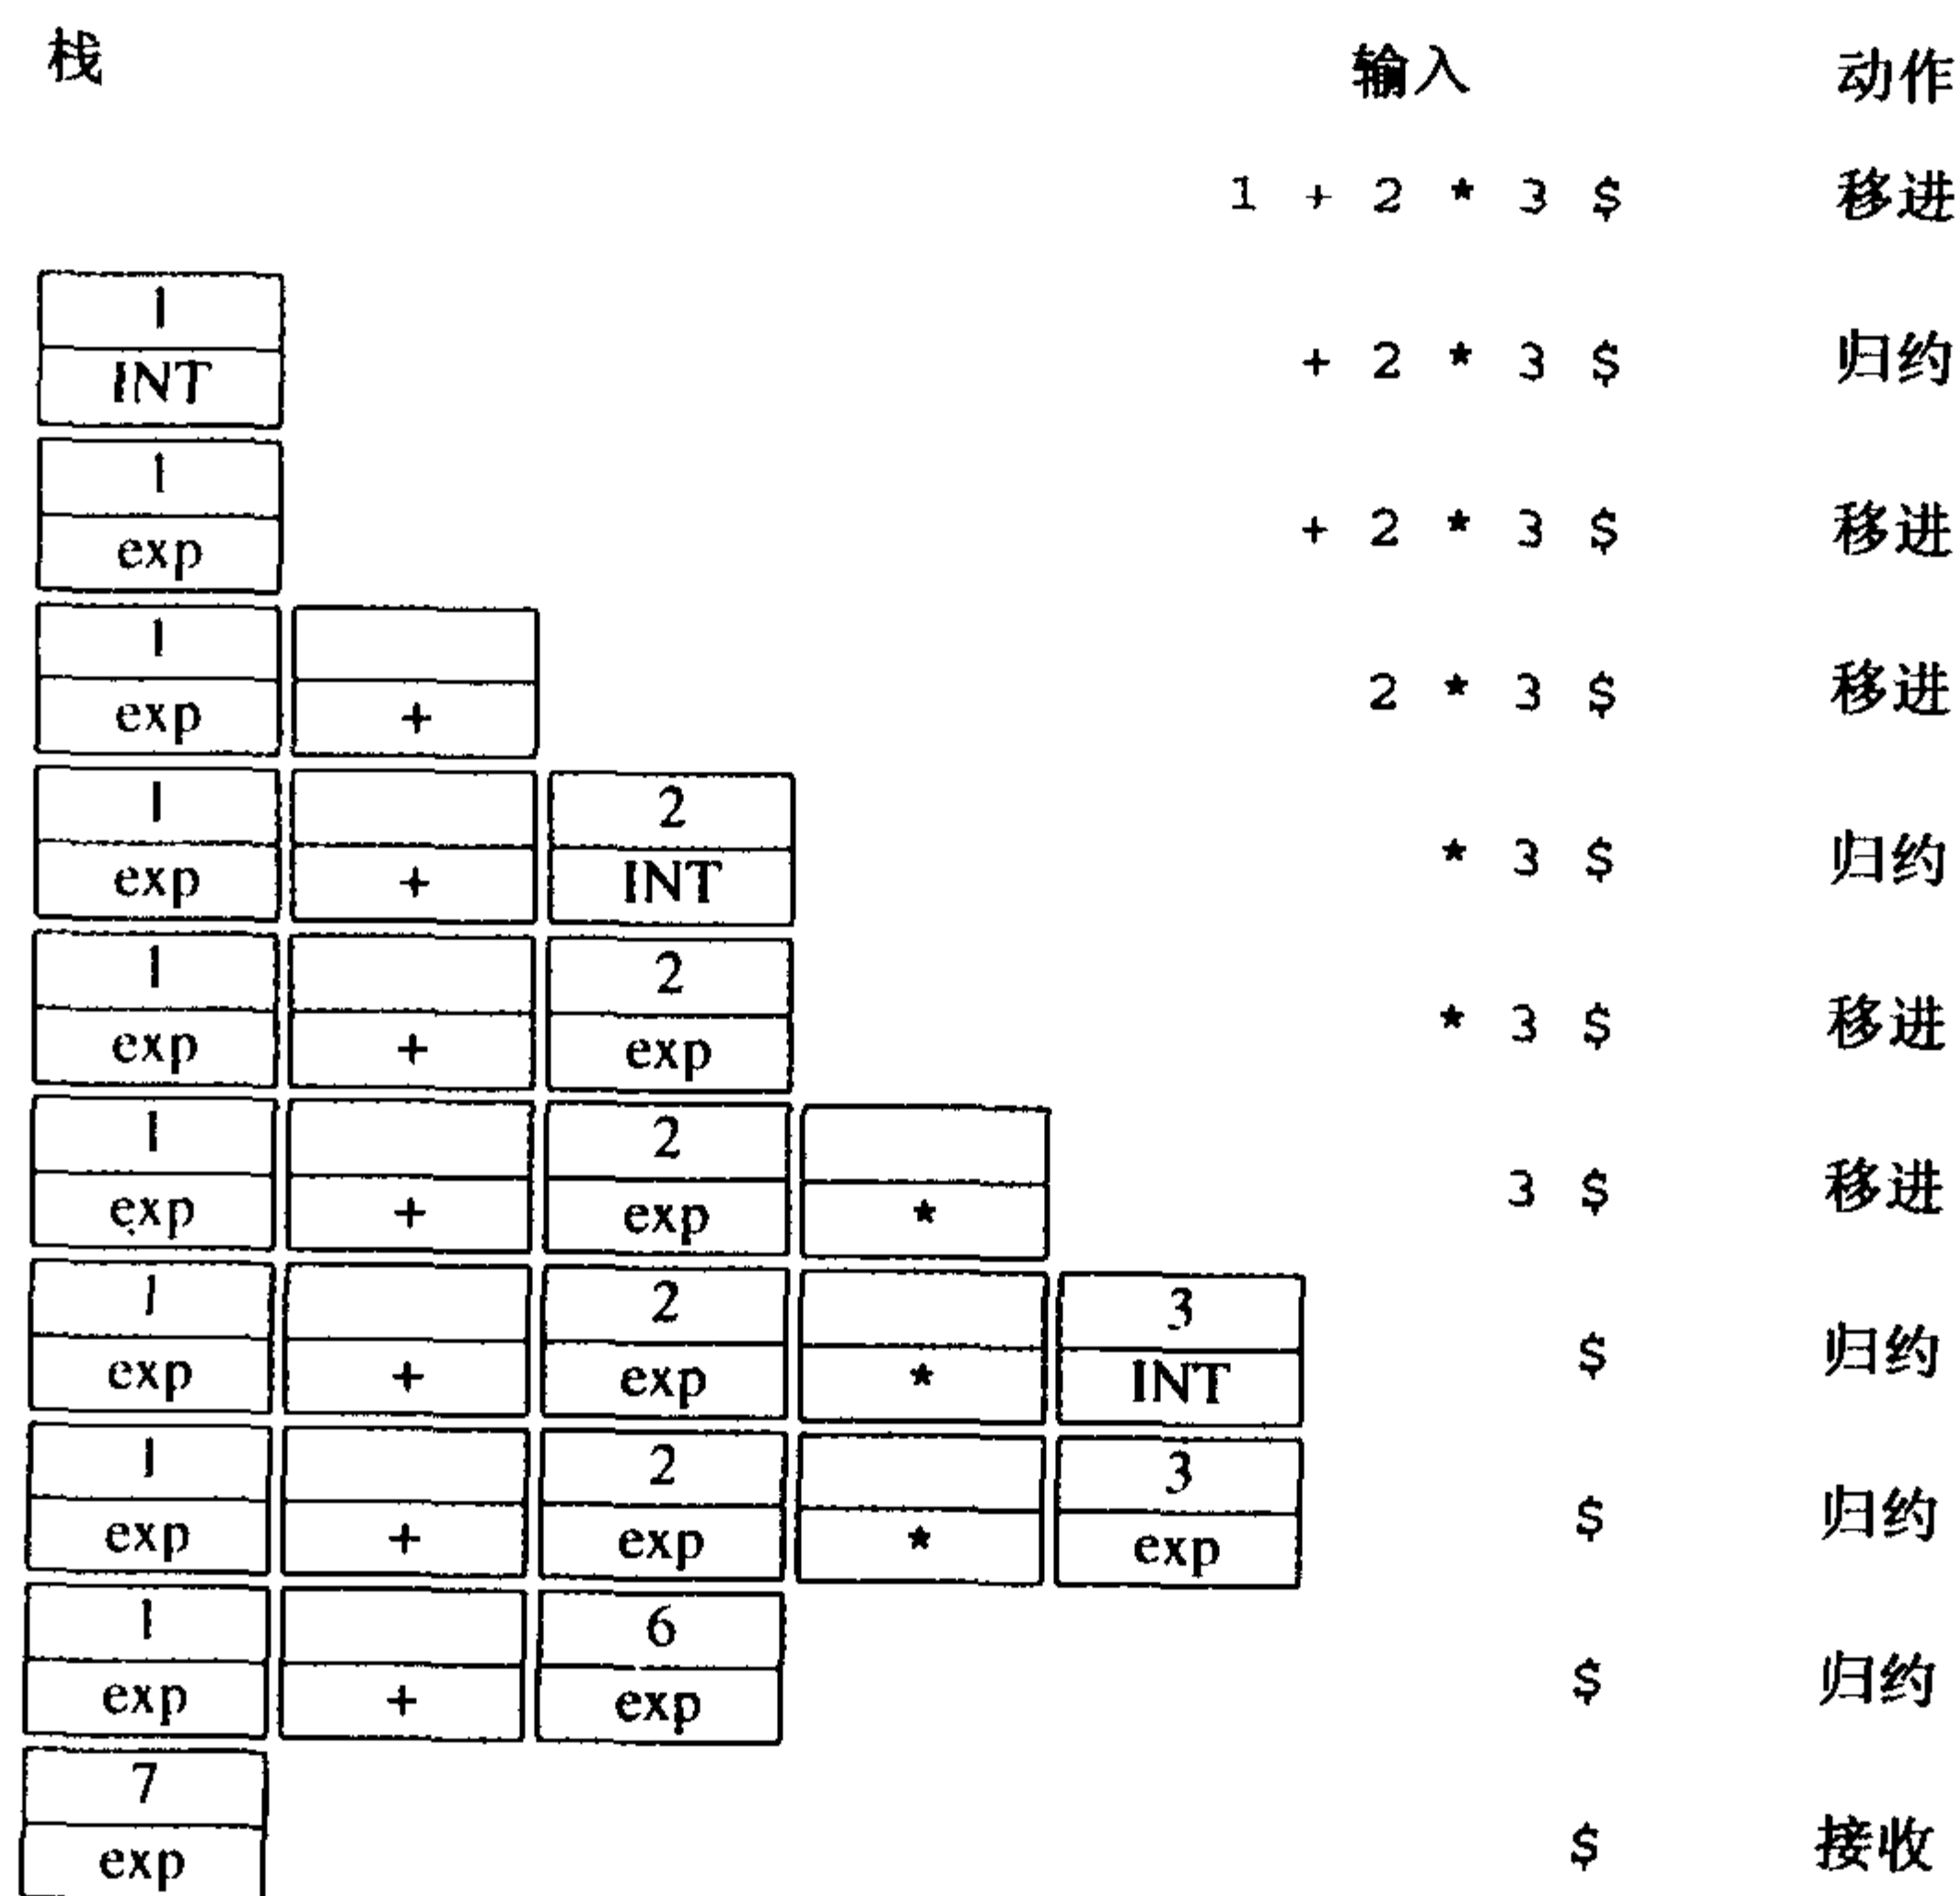 栈 输入 动作
1 + 2 * 3 $ 移进
1
INT
+ 2 * 3 $ 归约
1
exp
+ 2 * 3 $ 移进
1
exp +
2 * 3 $ 移进
1 2
exp + INT
* 3 $ 归约
1 2
exp + exp
* 3 $ 移进
1 2
exp + exp *
3 $ 移进
1 2 3
exp + exp * INT
$ 归约
1 2 3
exp + exp * exp
$ 归约
1 6
exp + exp
$ 归约
7
exp
$ 接收